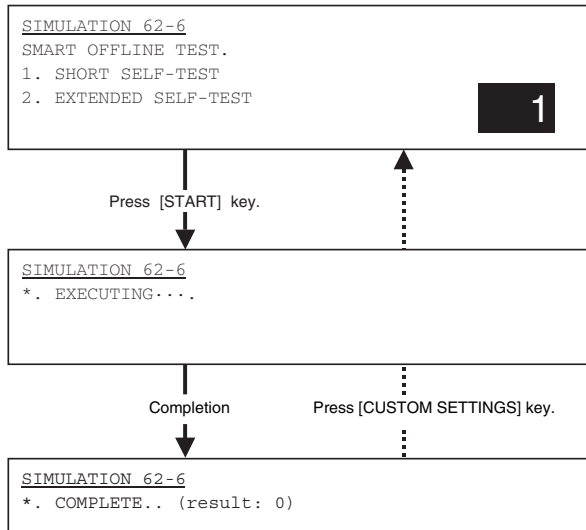 SIMULATION 62-6
SMART OFFLINE TEST.
1. SHORT SELF-TEST
2. EXTENDED SELF-TEST
1
Press [START] key.
SIMULATION 62-6
*. EXECUTING···.
Completion
Press [CUSTOM SETTINGS] key.
SIMULATION 62-6
*. COMPLETE.. (result: 0)